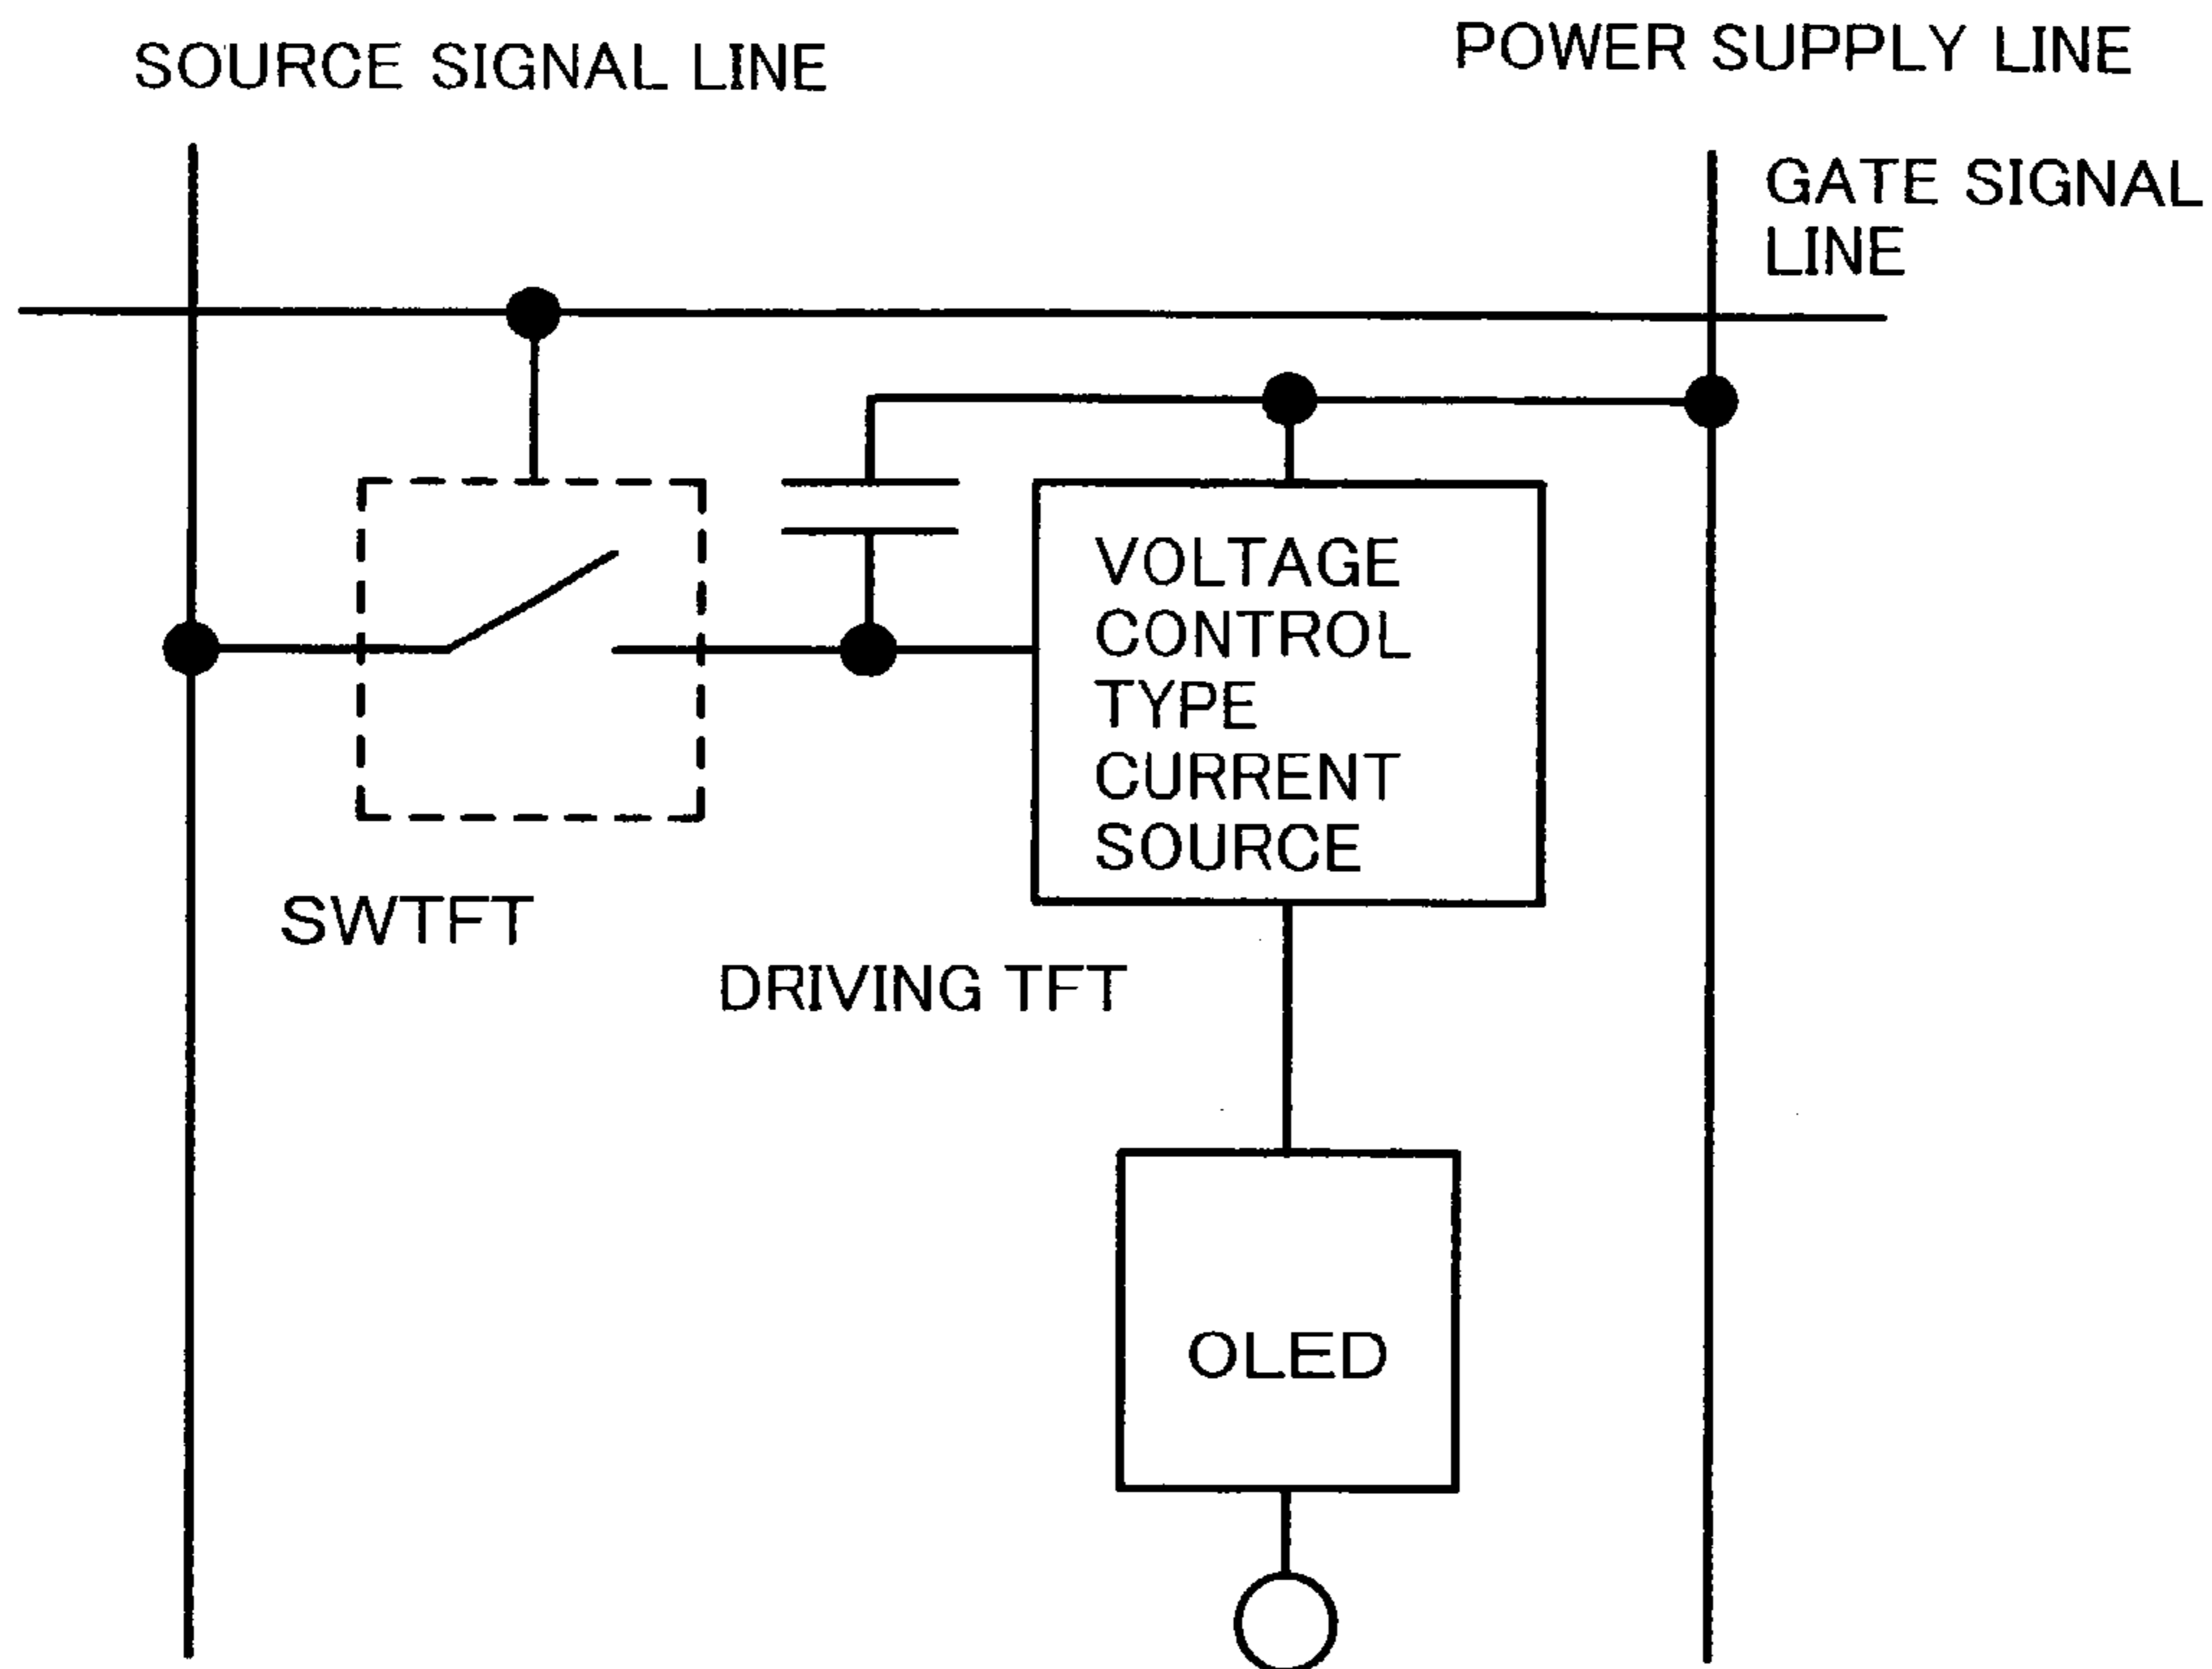 SOURCE SIGNAL LINE
POWER SUPPLY LINE
GATE SIGNAL
LINE
VOLTAGE
CONTROL
TYPE
CURRENT
SOURCE
SWTFT
DRIVING TFT
OLED